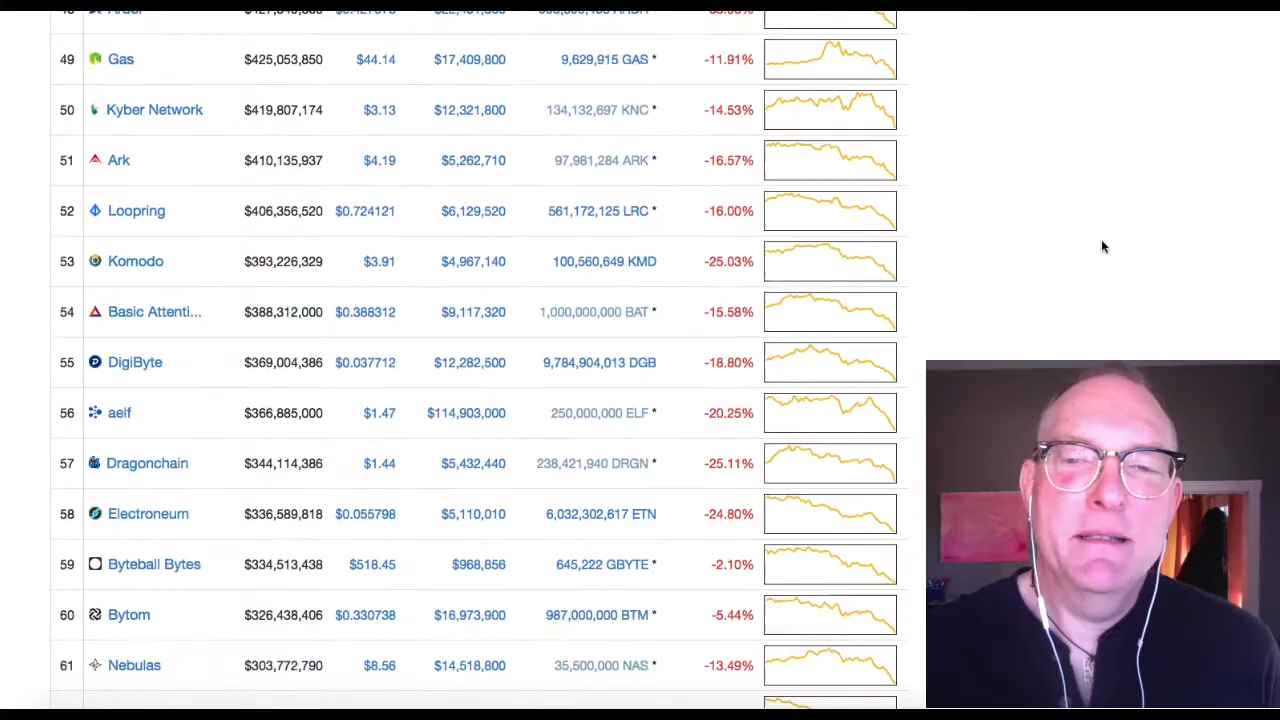 49 Gas $425,053,850 $44.14 $17,409,800 9,629,915 GAS * -11.91%
50 Kyber Network $419,807,174 $3.13 $12,321,800 134,132,697 KNC * -14.53%
51 Ark $410,135,937 $4.19 $5,262,710 97,981,284 ARK * -16.57%
52 Loopring $406,356,520 $0.724121 $6,129,520 561,172,125 LRC * -16.00%
53 Komodo $393,226,329 $3.91 $4,967,140 100,560,649 KMD -25.03%
54 Basic Attenti... $388,312,000 $0.388312 $9,117,320 1,000,000,000 BAT * -15.58%
55 DigiByte $369,004,386 $0.037712 $12,282,500 9,784,904,013 DGB -18.80%
56 aelf $366,885,000 $1.47 $114,903,000 250,000,000 ELF * -20.25%
57 Dragonchain $344,114,386 $1.44 $5,432,440 238,421,940 DRGN * -25.11%
58 Electroneum $336,589,818 $0.055798 $5,110,010 6,032,302,617 ETN -24.80%
59 Byteball Bytes $334,513,438 $518.45 $968,856 645,222 GBYTE * -2.10%
60 Bytom $326,438,406 $0.330738 $16,973,900 987,000,000 BTM * -5.44%
61 Nebulas $303,772,790 $8.56 $14,518,800 35,500,000 NAS * -13.49%